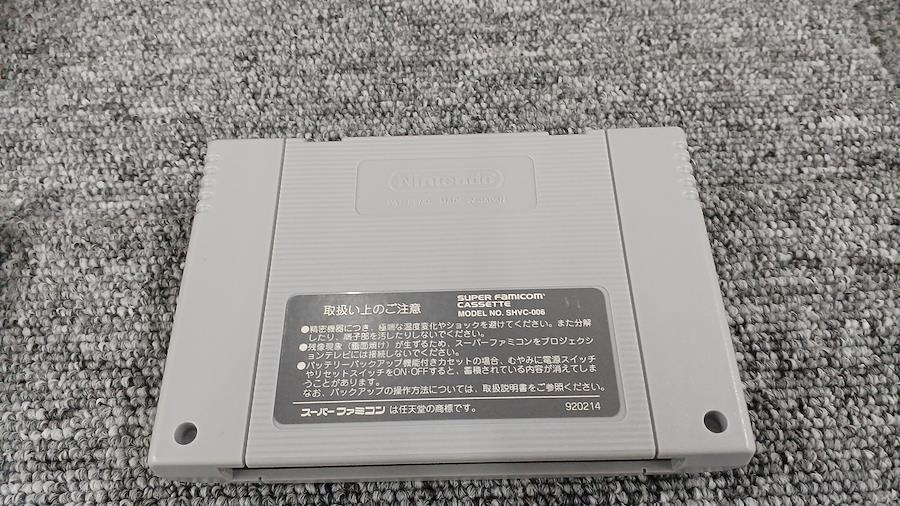 Nintendo
PAT.PEND. MADE IN JAPAN
取扱い上のご注意
SUPER Famicom
CASSETTE
MODEL NO. SHVC-006
●精密機器につき、極端な温度変化やショックを避けてください。また分解
したり、端子部を汚したりしないでください。
●残像現象（画面焼け）が生ずるため、スーパーファミコンをプロジェクシ
ョンテレビには接続しないでください。
●バッテリーバックアップ機能付きカセットの場合、むやみに電源スイッチ
やリセットスイッチをON・OFFすると、蓄積されている内容が消えてしま
うことがあります。
なお、バックアップの操作方法については、取扱説明書をご参照ください。
スーパーファミコンは任天堂の商標です。
920214